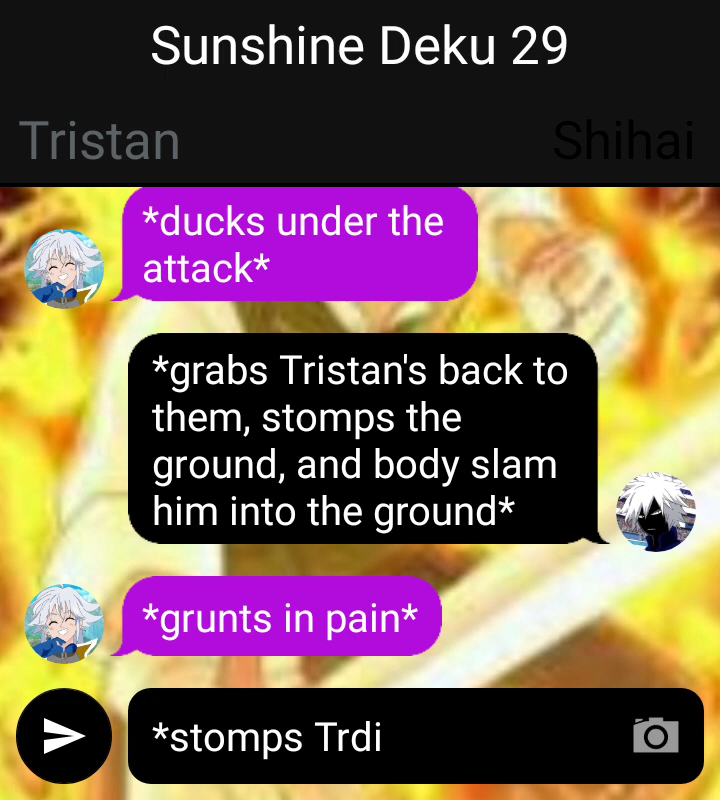 Sunshine Deku 29
Tristan
Shihai
*ducks under the
attack*
*grabs Tristan's back to
them, stomps the
ground, and body slam
him into the ground*
*grunts in pain*
*stomps Trdi